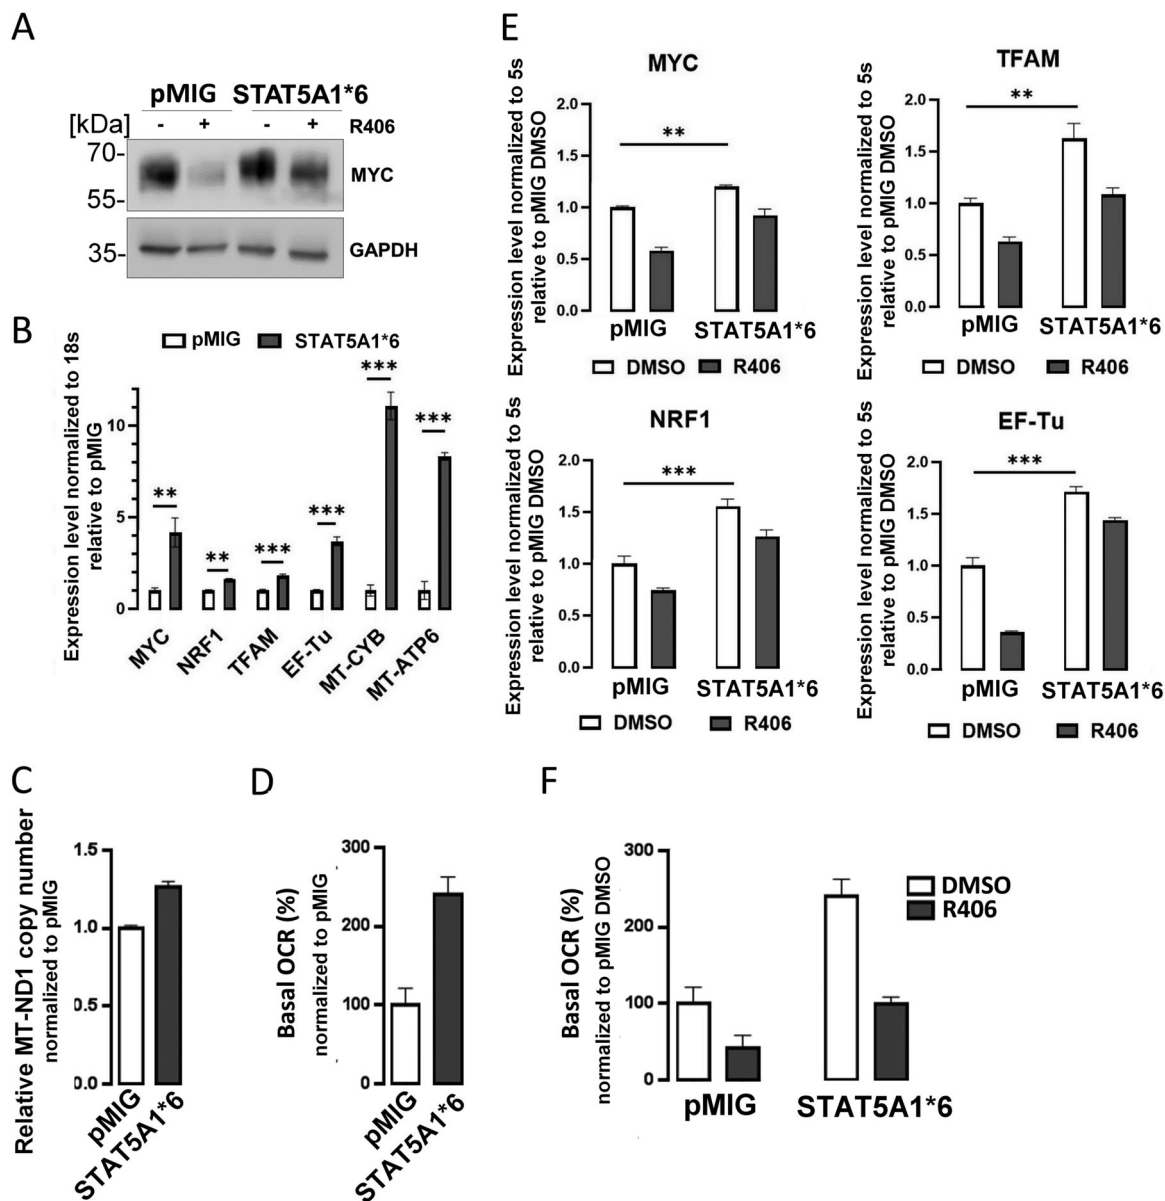 A
pMIG STAT5A1*6
[kDa] - + - + R406
70-
MYC
55-
35-
GAPDH
B
pMIG STAT5A1*6
Expression level normalized to 18s
relative to pMIG
10
5
0
** ** *** *** *** ***
MYC NRF1 TFAM EF-Tu MT-CYB MT-ATP6
C
Relative MT-ND1 copy number
normalized to pMIG
1.5
1.0
0.5
0.0
pMIG
STAT5A1*6
D
Basal OCR (%)
normalized to pMIG
300
200
100
0
pMIG
STAT5A1*6
E
MYC
Expression level normalized to 5s
relative to pMIG DMSO
2.0
1.5
1.0
0.5
0.0
**
pMIG STAT5A1*6
DMSO R406
TFAM
Expression level normalized to 5s
relative to pMIG DMSO
2.0
1.5
1.0
0.5
0.0
**
pMIG STAT5A1*6
DMSO R406
NRF1
Expression level normalized to 5s
relative to pMIG DMSO
2.0
1.5
1.0
0.5
0.0
***
pMIG STAT5A1*6
DMSO R406
EF-Tu
Expression level normalized to 5s
relative to pMIG DMSO
2.0
1.5
1.0
0.5
0.0
***
pMIG STAT5A1*6
DMSO R406
F
Basal OCR (%)
normalized to pMIG DMSO
300
200
100
0
DMSO
R406
pMIG STAT5A1*6